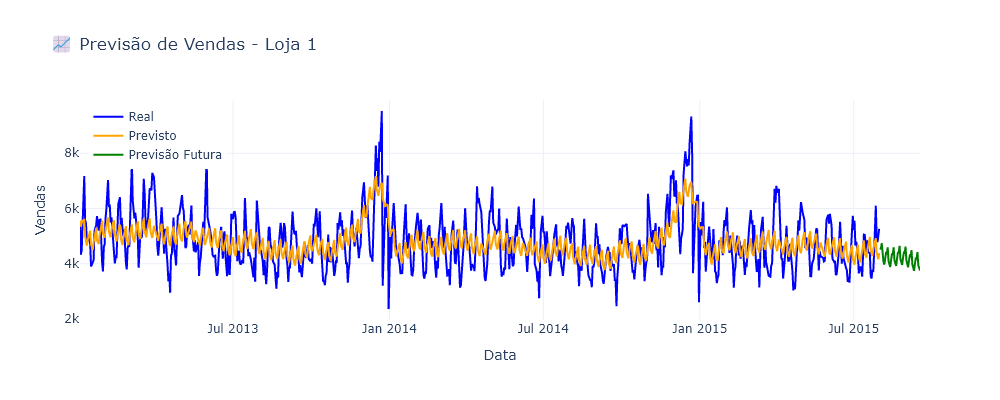 📈 Previsão de Vendas - Loja 1
Real
Previsto
Previsão Futura
8k
6k
4k
2k
Vendas
Jul 2013
Jan 2014
Jul 2014
Jan 2015
Jul 2015
Data